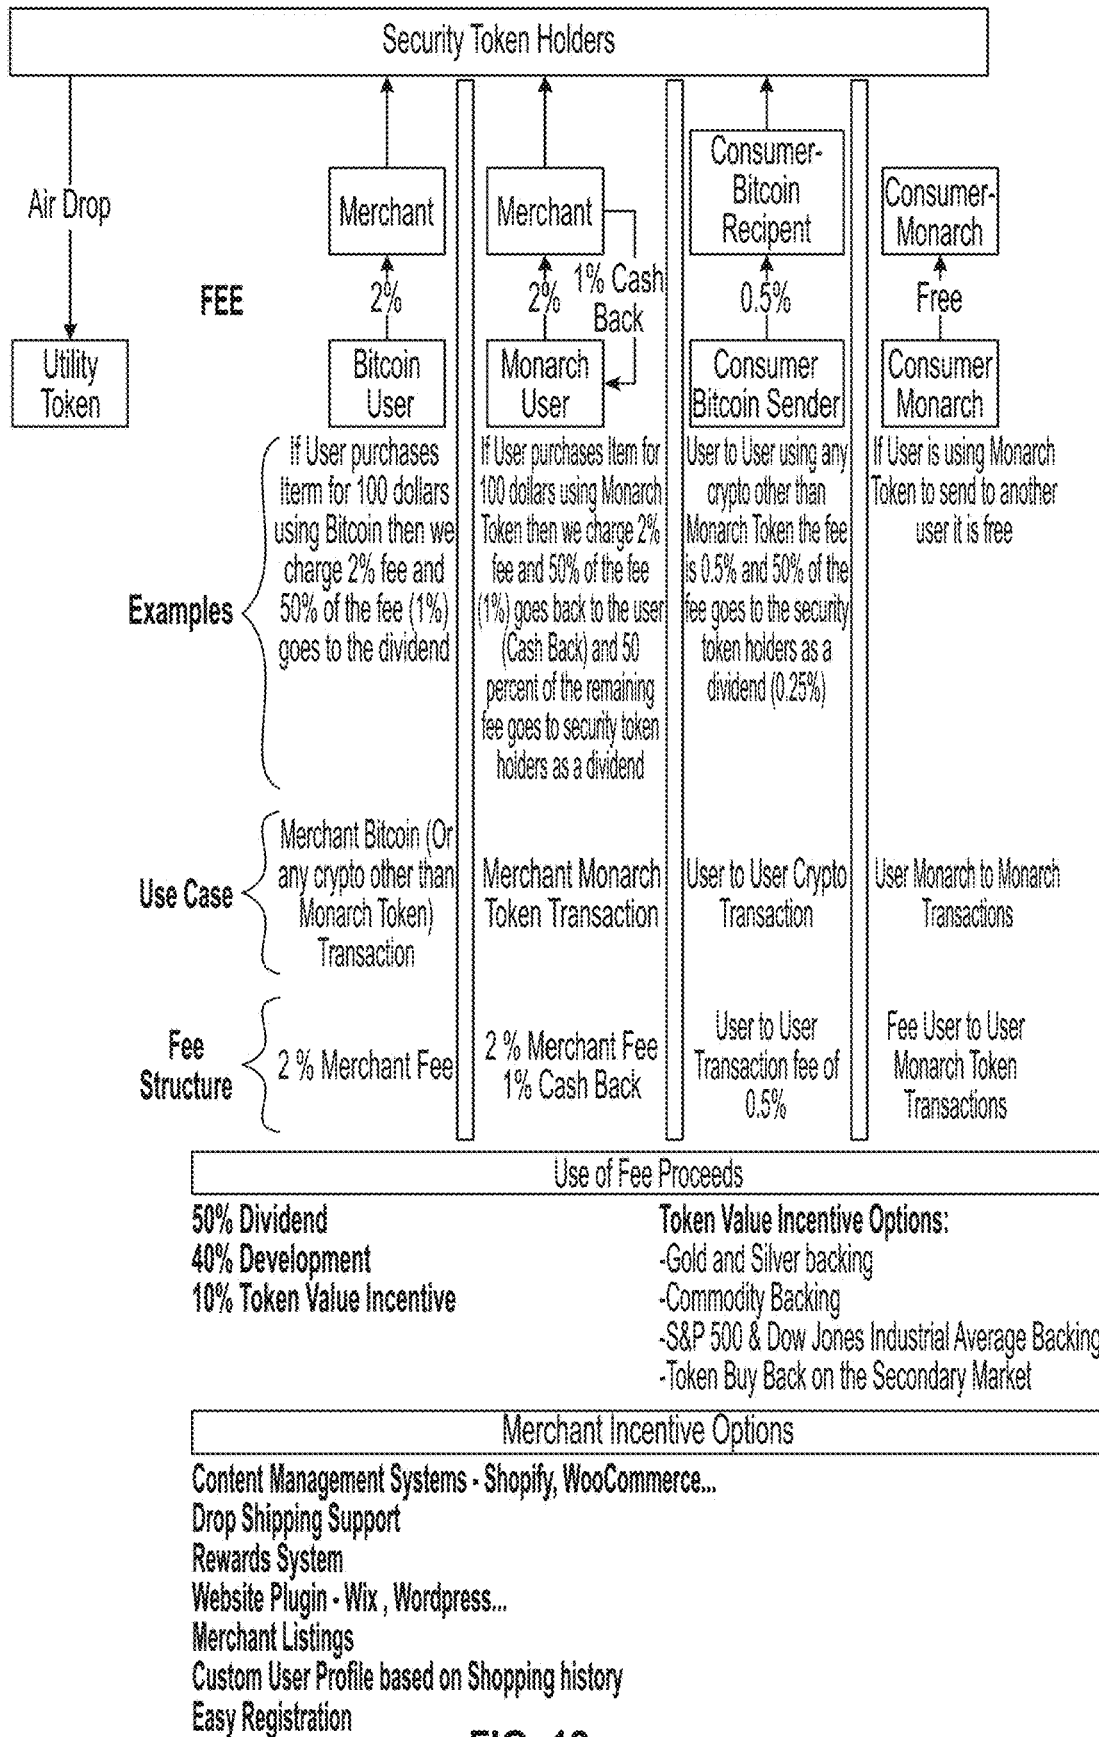 Security Token Holders
Air Drop
FEE
Utility
Token
Merchant
2%
Bitcoin
User
Merchant
2%
1% Cash
Back
Monarch
User
Consumer-
Bitcoin
Recipent
0.5%
Consumer
Bitcoin Sender
Consumer-
Monarch
Free
Consumer
Monarch
Examples
If User purchases
Iterm for 100 dollars
using Bitcoin then we
charge 2% fee and
50% of the fee (1%)
goes to the dividend
If User purchases Item for
100 dollars using Monarch
Token then we charge 2%
fee and 50% of the fee
(1%) goes back to the user
(Cash Back) and 50
percent of the remaining
fee goes to security token
holders as a dividend
User to User using any
crypto other than
Monarch Token the fee
is 0.5% and 50% of the
fee goes to the security
token holders as a
dividend (0.25%)
If User is using Monarch
Token to send to another
user it is free
Use Case
Merchant Bitcoin (Or
any crypto other than
Monarch Token)
Transaction
Merchant Monarch
Token Transaction
User to User Crypto
Transaction
User Monarch to Monarch
Transactions
Fee
Structure
2 % Merchant Fee
2 % Merchant Fee
1% Cash Back
User to User
Transaction fee of
0.5%
Fee User to User
Monarch Token
Transactions
Use of Fee Proceeds
50% Dividend
40% Development
10% Token Value Incentive
Token Value Incentive Options:
-Gold and Silver backing
-Commodity Backing
-S&P 500 & Dow Jones Industrial Average Backing
-Token Buy Back on the Secondary Market
Merchant Incentive Options
Content Management Systems - Shopify, WooCommerce...
Drop Shipping Support
Rewards System
Website Plugin - Wix , Wordpress...
Merchant Listings
Custom User Profile based on Shopping history
Easy Registration